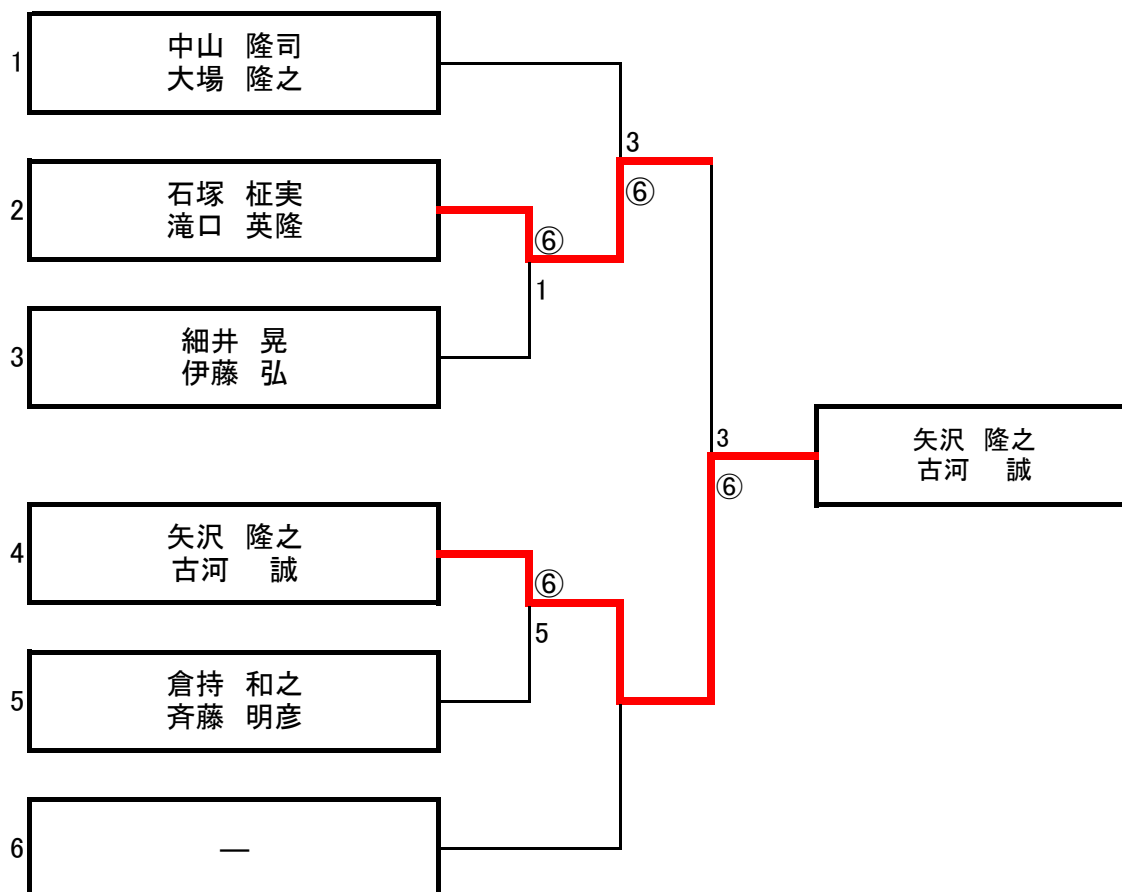 1
中山 隆司
大場 隆之
3
2
石塚 柾実
滝口 英隆
⑥
⑥
1
3
細井 晃
伊藤 弘
3
⑥
矢沢 隆之
古河 誠
4
矢沢 隆之
古河 誠
⑥
5
5
倉持 和之
斉藤 明彦
6
―